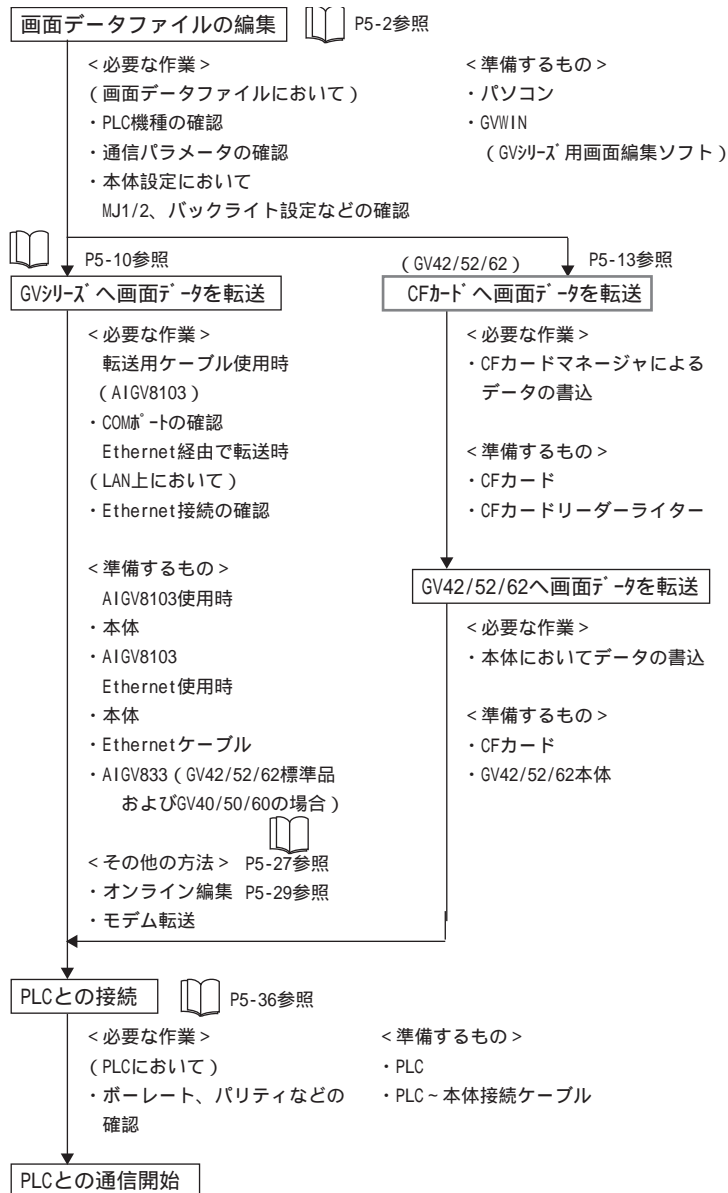 画面データファイルの編集
P5-2参照
＜必要な作業＞
（画面データファイルにおいて）
・PLC機種の確認
・通信パラメータの確認
・本体設定において
MJ1/2、バックライト設定などの確認
＜準備するもの＞
・パソコン
・GVWIN
（GVｼﾘｰｽﾞ用画面編集ソフト）
P5-10参照
GVｼﾘｰｽﾞへ画面ﾃﾞｰﾀを転送
＜必要な作業＞
転送用ケーブル使用時
（AIGV8103）
・COMﾎﾟｰﾄの確認
Ethernet経由で転送時
（LAN上において）
・Ethernet接続の確認
＜準備するもの＞
AIGV8103使用時
・本体
・AIGV8103
Ethernet使用時
・本体
・Ethernetケーブル
・AIGV833（GV42/52/62標準品
およびGV40/50/60の場合）
＜その他の方法＞ P5-27参照
・オンライン編集 P5-29参照
・モデム転送
（GV42/52/62）
P5-13参照
CFｶｰﾄﾞへ画面ﾃﾞｰﾀを転送
＜必要な作業＞
・CFカードマネージャによる
データの書込
＜準備するもの＞
・CFカード
・CFカードリーダーライター
GV42/52/62へ画面ﾃﾞｰﾀを転送
＜必要な作業＞
・本体においてデータの書込
＜準備するもの＞
・CFカード
・GV42/52/62本体
PLCとの接続
P5-36参照
＜必要な作業＞
（PLCにおいて）
・ボーレート、パリティなどの
確認
＜準備するもの＞
・PLC
・PLC～本体接続ケーブル
PLCとの通信開始